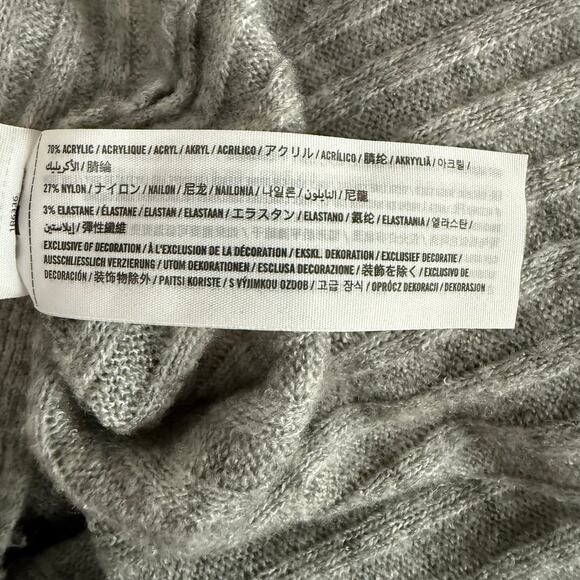 70% ACRYLIC / ACRYLIQUE / ACRYL / AKRYL / ACRILICO / アクリル / ACRÍLICO / 腈纶 / AKRYYLIÄ / 아크릴
/ الأكريليك / 腈綸
27% NYLON / ナイロン / NAILON / 尼龙 / NAILONIA / 나일론 / النايلون / 尼龍
3% ELASTANE / ÉLASTANE / ELASTAN / ELASTAAN / エラスタン / ELASTANO / 氨纶 / ELASTAANIA / 엘라스탄 /
إيلاستين / 彈性纖維
EXCLUSIVE OF DECORATION / À L'EXCLUSION DE LA DÉCORATION / EKSKL. DEKORATION / EXCLUSIEF DECORATIE /
AUSSCHLIESSLICH VERZIERUNG / UTOM DEKORATIONEN / ESCLUSA DECORAZIONE / 装飾を除く / EXCLUSIVO DE
DECORACIÓN / 装饰物除外 / PAITSI KORISTE / S VÝJIMKOU OZDOB / 고급 장식 / OPRÓCZ DEKORACJI / DEKORASJON